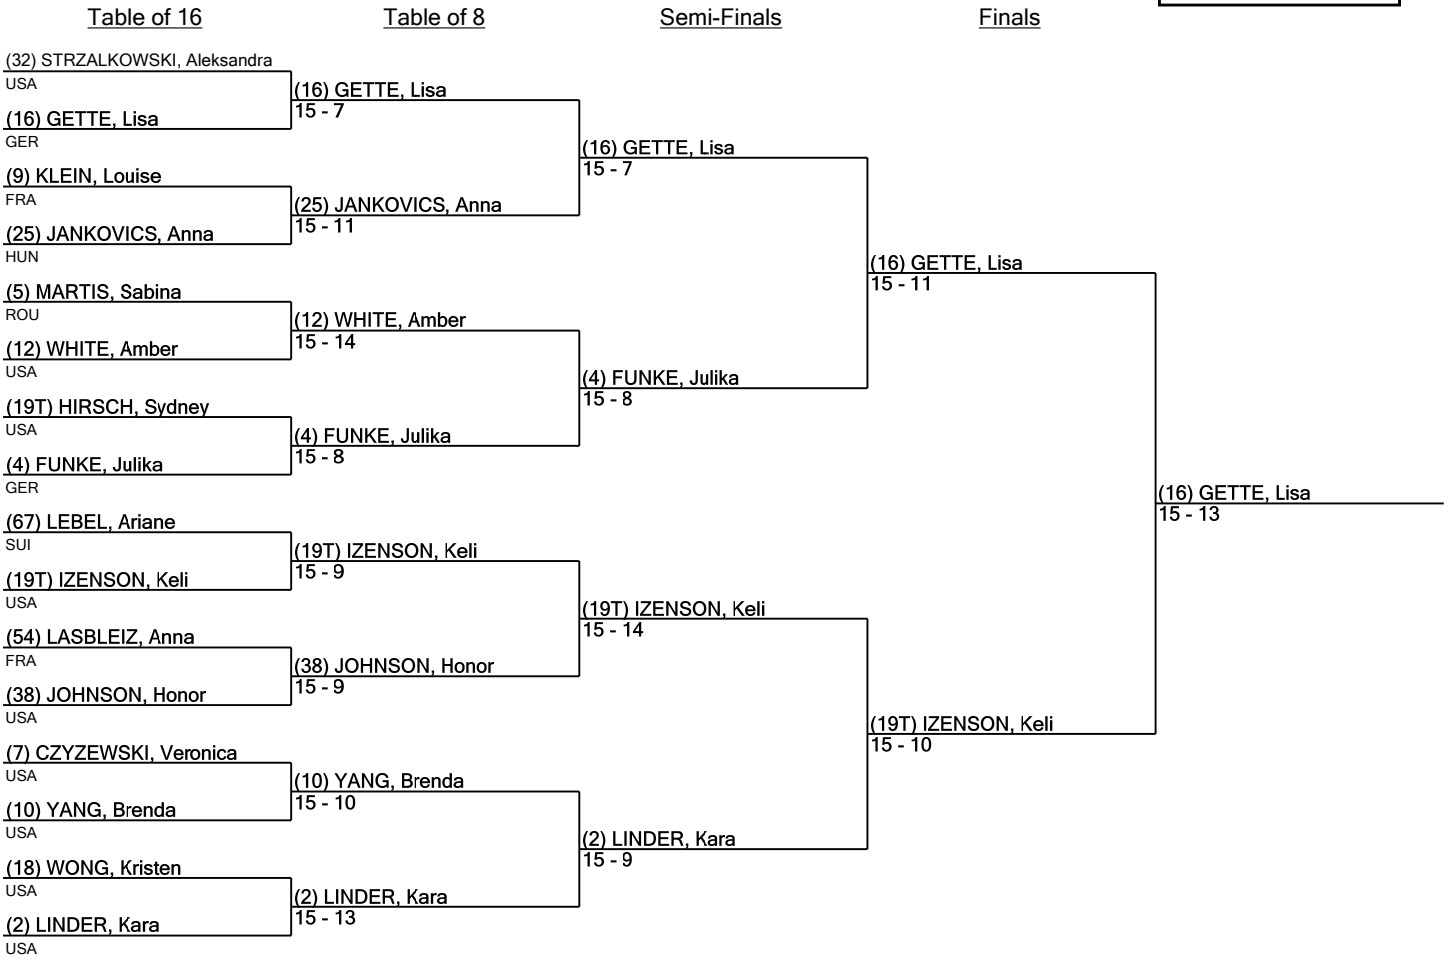 Table of 16
Table of 8
Semi-Finals
Finals
(32) STRZALKOWSKI, Aleksandra
USA
(16) GETTE, Lisa
GER
(9) KLEIN, Louise
FRA
(25) JANKOVICS, Anna
HUN
(5) MARTIS, Sabina
ROU
(12) WHITE, Amber
USA
(19T) HIRSCH, Sydney
USA
(4) FUNKE, Julika
GER
(67) LEBEL, Ariane
SUI
(19T) IZENSON, Keli
USA
(54) LASBLEIZ, Anna
FRA
(38) JOHNSON, Honor
USA
(7) CZYZEWSKI, Veronica
USA
(10) YANG, Brenda
USA
(18) WONG, Kristen
USA
(2) LINDER, Kara
USA
(16) GETTE, Lisa
15 - 7
(25) JANKOVICS, Anna
15 - 11
(12) WHITE, Amber
15 - 14
(4) FUNKE, Julika
15 - 8
(19T) IZENSON, Keli
15 - 9
(38) JOHNSON, Honor
15 - 9
(10) YANG, Brenda
15 - 10
(2) LINDER, Kara
15 - 13
(16) GETTE, Lisa
15 - 7
(4) FUNKE, Julika
15 - 8
(19T) IZENSON, Keli
15 - 14
(2) LINDER, Kara
15 - 9
(16) GETTE, Lisa
15 - 11
(19T) IZENSON, Keli
15 - 10
(16) GETTE, Lisa
15 - 13